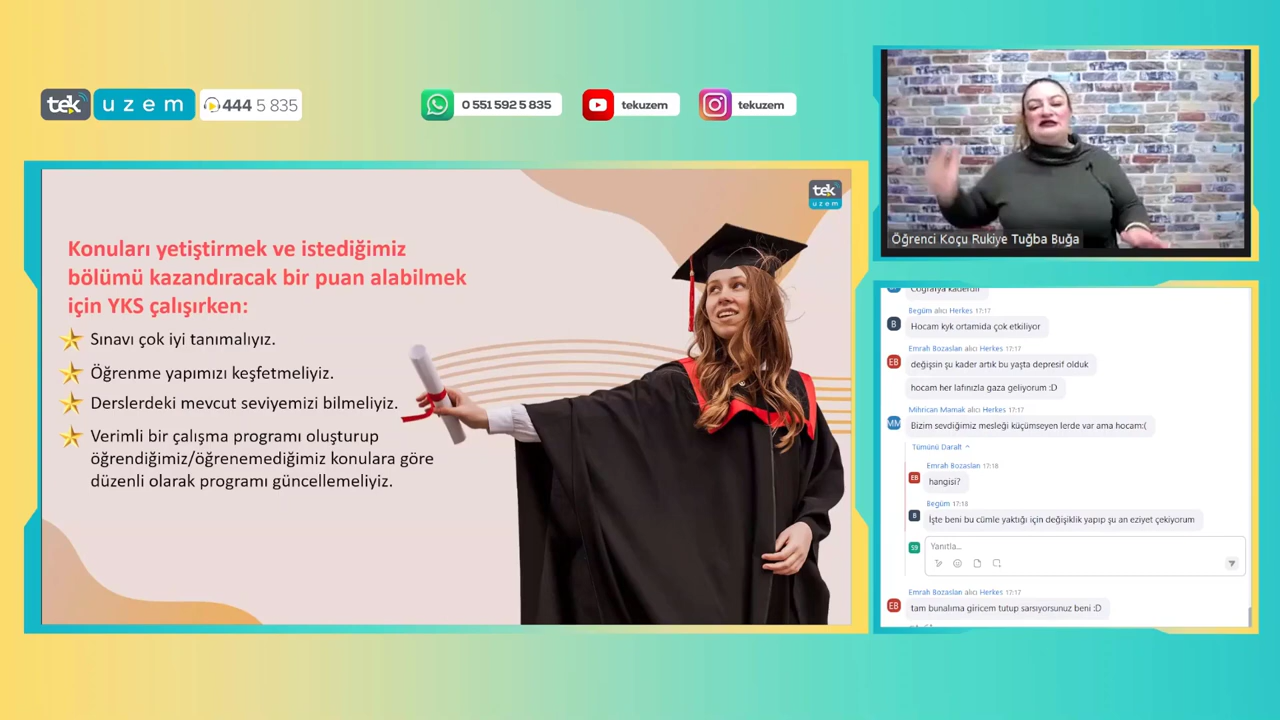 tek uzem 444 5 835
0 551 592 5 835
tekuzem
tekuzem
tek
uzem
Konuları yetiştirmek ve istediğimiz
bölümü kazandıracak bir puan alabilmek
için YKS çalışırken:
Sınavı çok iyi tanımalıyız.
Öğrenme yapımızı keşfetmeliyiz.
Derslerdeki mevcut seviyemizi bilmeliyiz.
Verimli bir çalışma programı oluşturup
öğrendiğimiz/öğrenemediğimiz konulara göre
düzenli olarak programı güncellemeliyiz.
Öğrenci Koçu Rukiye Tuğba Buğa
Coğrafya kaderdir
Begüm alıcı Herkes 17:17
B
Hocam kyk ortamida çok etkiliyor
Emrah Bozaslan alıcı Herkes 17:17
EB
değişsin şu kader artık bu yaşta depresif olduk
hocam her lafınızla gaza geliyorum :D
Mihrican Mamak alıcı Herkes 17:17
MM
Bizim sevdiğimiz mesleği küçümseyen lerde var ama hocam:(
Tümünü Daralt
Emrah Bozaslan 17:18
EB
hangisi?
Begüm 17:18
B
İşte beni bu cümle yaktığı için değişiklik yapıp şu an eziyet çekiyorum
Yanıtla...
Emrah Bozaslan alıcı Herkes 17:17
EB
tam bunalıma giricem tutup sarsıyorsunuz beni :D